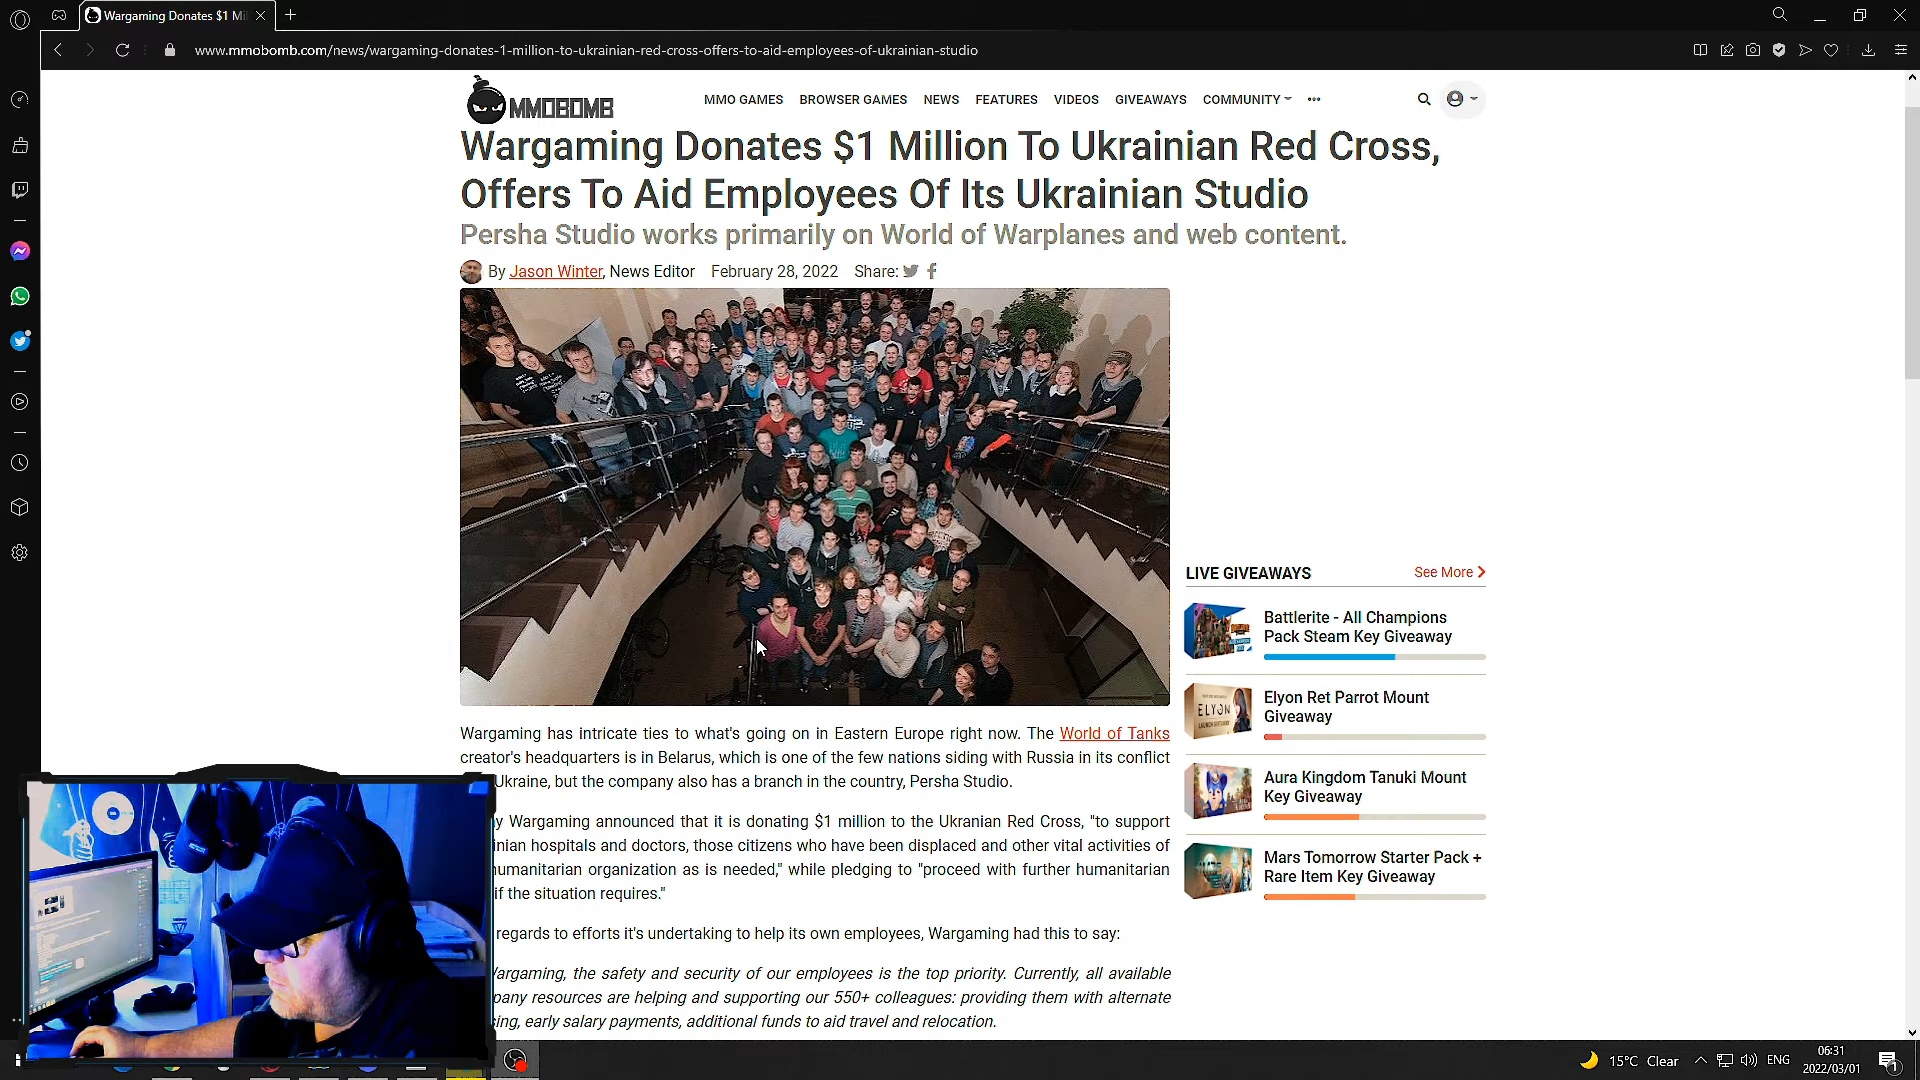 Wargaming Donates $1 Mil
www.mmobomb.com/news/wargaming-donates-1-million-to-ukrainian-red-cross-offers-to-aid-employees-of-ukrainian-studio
MMOBOMB
MMO GAMES BROWSER GAMES NEWS FEATURES VIDEOS GIVEAWAYS COMMUNITY
Wargaming Donates $1 Million To Ukrainian Red Cross,
Offers To Aid Employees Of Its Ukrainian Studio
Persha Studio works primarily on World of Warplanes and web content.
By Jason Winter, News Editor February 28, 2022 Share:
Wargaming has intricate ties to what's going on in Eastern Europe right now. The World of Tanks
creator's headquarters is in Belarus, which is one of the few nations siding with Russia in its conflict
Ukraine, but the company also has a branch in the country, Persha Studio.
y Wargaming announced that it is donating $1 million to the Ukranian Red Cross, "to support
inian hospitals and doctors, those citizens who have been displaced and other vital activities of
umanitarian organization as is needed," while pledging to "proceed with further humanitarian
if the situation requires."
regards to efforts it's undertaking to help its own employees, Wargaming had this to say:
argaming, the safety and security of our employees is the top priority. Currently, all available
pany resources are helping and supporting our 550+ colleagues: providing them with alternate
sing, early salary payments, additional funds to aid travel and relocation.
LIVE GIVEAWAYS See More
Battlerite - All Champions
Pack Steam Key Giveaway
ELYON
Elyon Ret Parrot Mount
Giveaway
Aura Kingdom Tanuki Mount
Key Giveaway
Mars Tomorrow Starter Pack +
Rare Item Key Giveaway
15°C Clear
ENG
06:31
2022/03/01
1